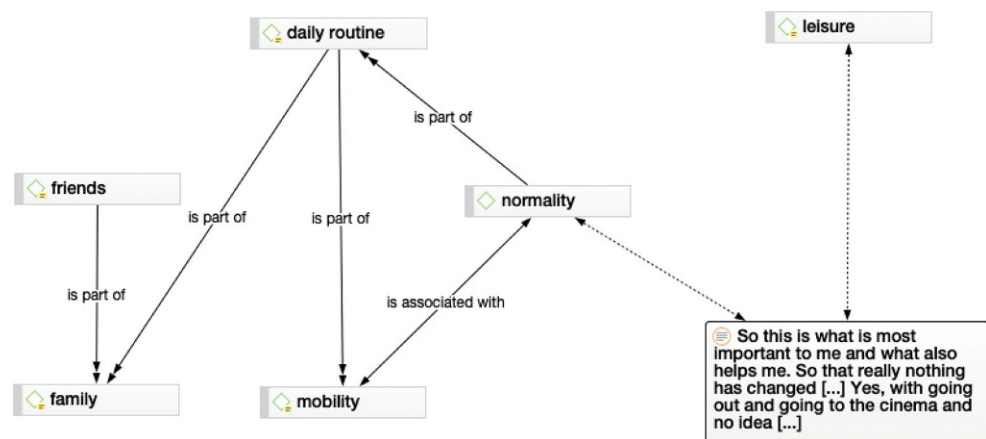 daily routine
leisure
is part of
friends
normality
is part of
is part of
is part of
is associated with
So this is what is most
important to me and what also
helps me. So that really nothing
has changed [...] Yes, with going
out and going to the cinema and
no idea [...]
family
mobility